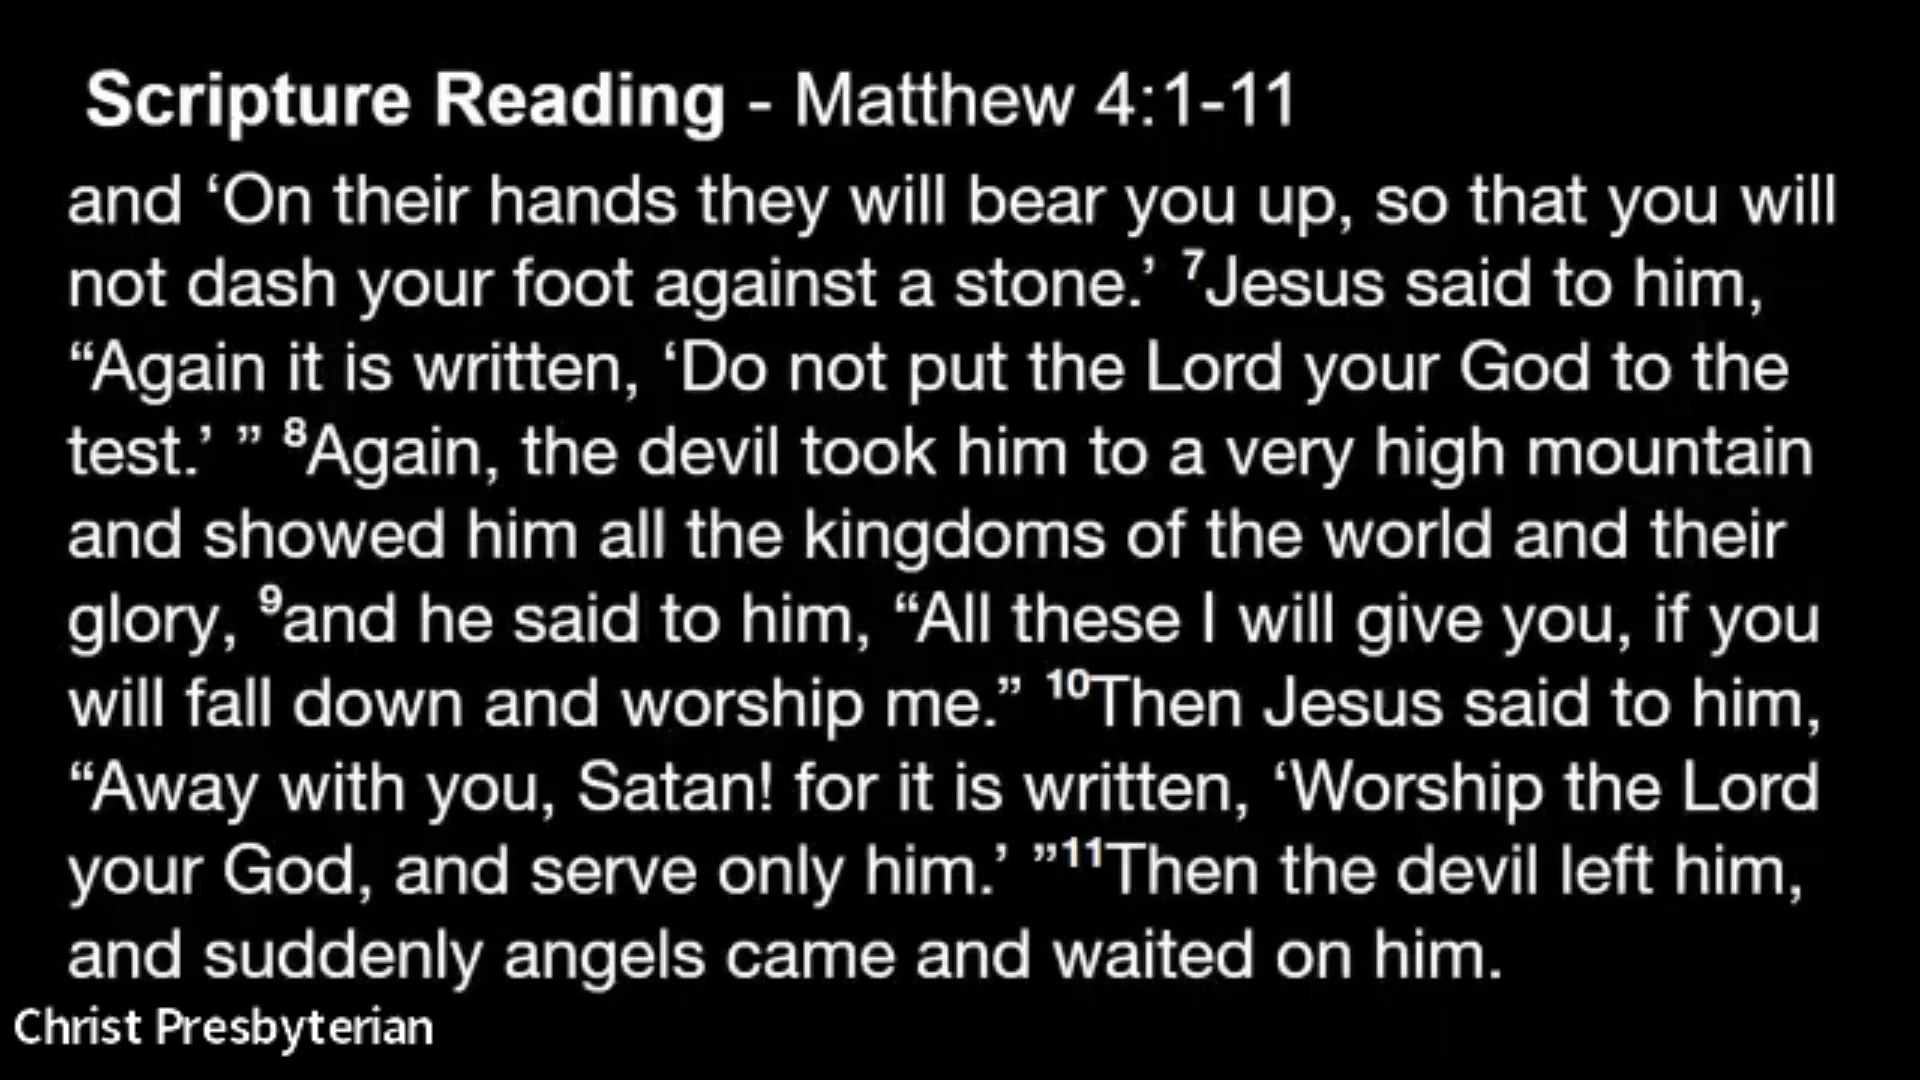 Scripture Reading - Matthew 4:1-11
and ‘On their hands they will bear you up, so that you will
not dash your foot against a stone.’ ⁷Jesus said to him,
“Again it is written, ‘Do not put the Lord your God to the
test.’ ” ⁸Again, the devil took him to a very high mountain
and showed him all the kingdoms of the world and their
glory, ⁹and he said to him, “All these I will give you, if you
will fall down and worship me.” ¹⁰Then Jesus said to him,
“Away with you, Satan! for it is written, ‘Worship the Lord
your God, and serve only him.’ ”¹¹Then the devil left him,
and suddenly angels came and waited on him.
Christ Presbyterian